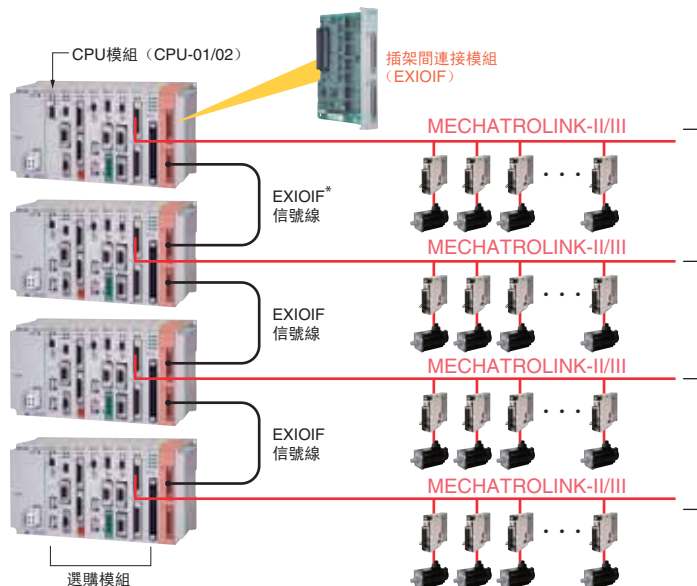 CPU模組（CPU-01/02）
插架間連接模組
（EXIOIF）
MECHATROLINK-II/III
EXIOIF*
信號線
MECHATROLINK-II/III
EXIOIF
信號線
MECHATROLINK-II/III
EXIOIF
信號線
MECHATROLINK-II/III
選購模組